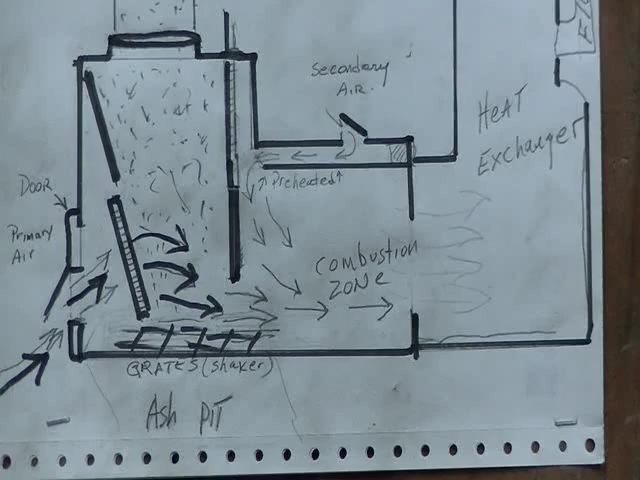 Secondary
AIR.
HEAT
Exchanger
DOOR
Primary
Air
Preheated
COMBUSTION
ZONE
GRATES (shaker)
Ash PIT